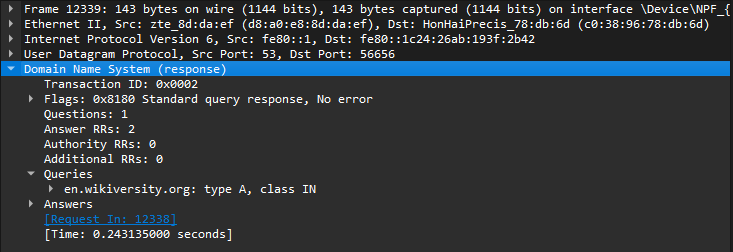 Frame 12339: 143 bytes on wire (1144 bits), 143 bytes captured (1144 bits) on interface \Device\NPF_{
Ethernet II, Src: zte_8d:da:ef (d8:a0:e8:8d:da:ef), Dst: HonHaiPrecis_78:db:6d (c0:38:96:78:db:6d)
Internet Protocol Version 6, Src: fe80::1, Dst: fe80::1c24:26ab:193f:2b42
User Datagram Protocol, Src Port: 53, Dst Port: 56656
Domain Name System (response)
Transaction ID: 0x0002
Flags: 0x8180 Standard query response, No error
Questions: 1
Answer RRs: 2
Authority RRs: 0
Additional RRs: 0
Queries
en.wikiversity.org: type A, class IN
Answers
[Request In: 12338]
[Time: 0.243135000 seconds]